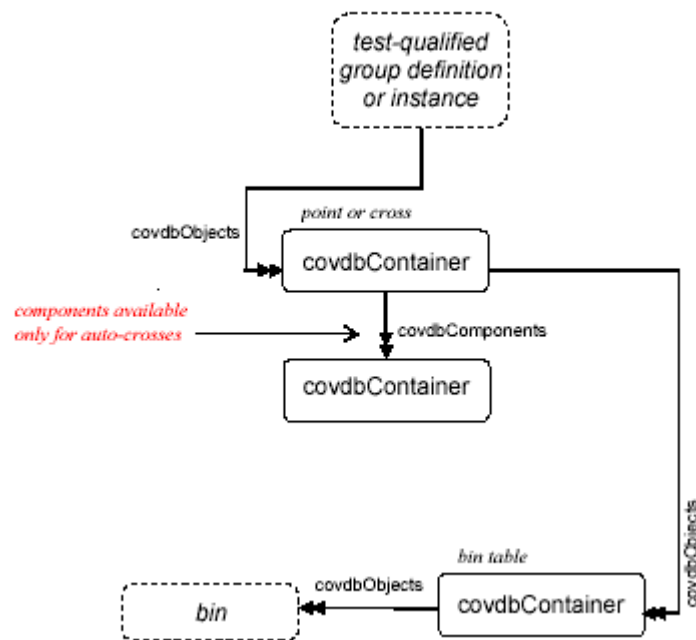 test-qualified
group definition
or instance
point or cross
covdbObjects
covdbContainer
components available
only for auto-crosses
covdbComponents
covdbContainer
covdbObjects
bin table
covdbObjects
bin
covdbContainer